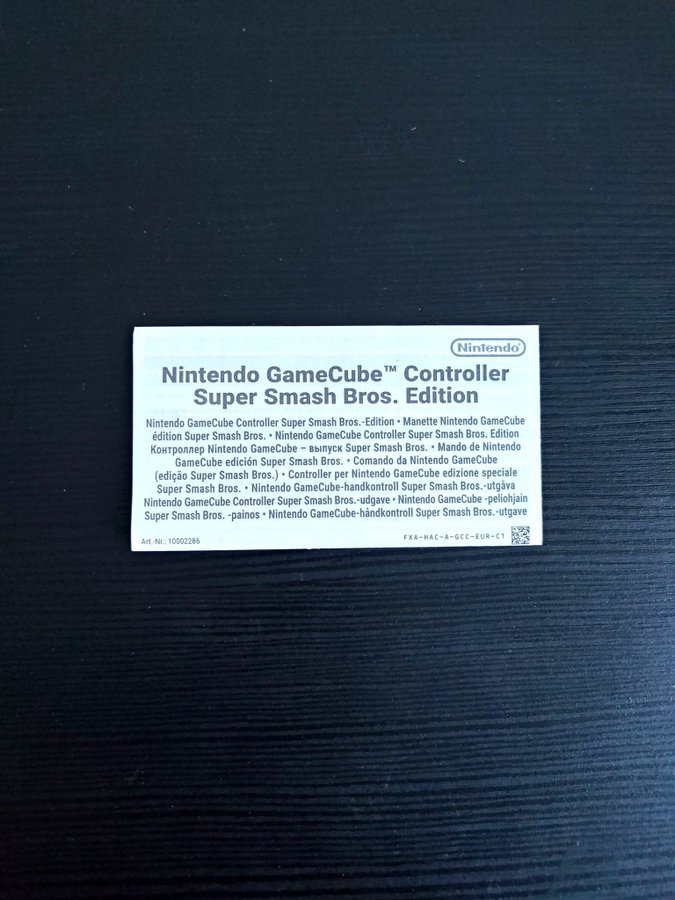 Nintendo
Nintendo GameCube™ Controller
Super Smash Bros. Edition
Nintendo GameCube Controller Super Smash Bros.-Edition • Manette Nintendo GameCube
édition Super Smash Bros. • Nintendo GameCube Controller Super Smash Bros. Edition
Контроллер Nintendo GameCube – выпуск Super Smash Bros. • Mando de Nintendo
GameCube edición Super Smash Bros. • Comando da Nintendo GameCube
(edição Super Smash Bros.) • Controller per Nintendo GameCube edizione speciale
Super Smash Bros. • Nintendo GameCube-handkontroll Super Smash Bros.-utgåva
Nintendo GameCube Controller Super Smash Bros.-udgave • Nintendo GameCube -peliohjain
Super Smash Bros. -painos • Nintendo GameCube-håndkontroll Super Smash Bros.-utgave
Art.-Nr.: 10002286
FXA-HAC-A-GCC-EUR-C1